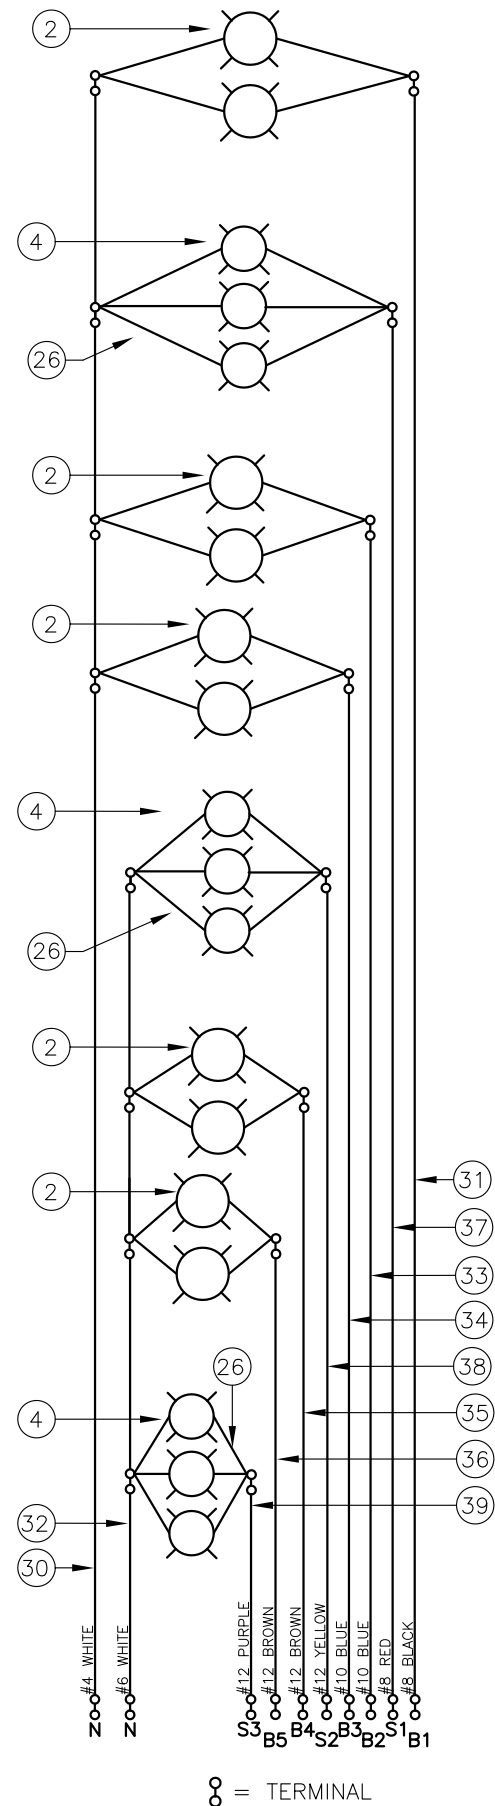 2
4
26
2
2
4
26
2
31
2
37
33
34
26
38
4
35
36
39
32
30
#4 WHITE
#6 WHITE
#12 PURPLE
#12 BROWN
#12 BROWN
#12 YELLOW
#10 BLUE
#10 BLUE
#8 RED
#8 BLACK
N N S3 B5 B4 S2 B3 B2 S1 B1
= TERMINAL